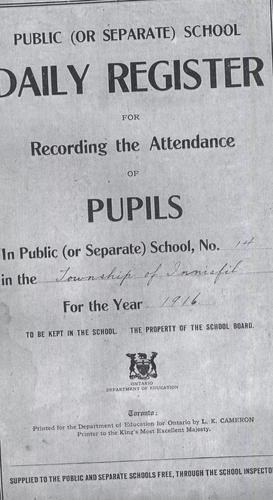 PUBLIC (OR SEPARATE) SCHOOL
DAILY REGISTER
FOR
Recording the Attendance
OF
PUPILS
In Public (or Separate) School, No. 14
in the Township of Innisfil
For the Year 1916
TO BE KEPT IN THE SCHOOL. THE PROPERTY OF THE SCHOOL BOARD.
ONTARIO
DEPARTMENT OF EDUCATION
Toronto:
Printed for the Department of Education for Ontario by L. K. CAMERON
Printer to the King's Most Excellent Majesty.
SUPPLIED TO THE PUBLIC AND SEPARATE SCHOOLS FREE, THROUGH THE SCHOOL INSPECTO